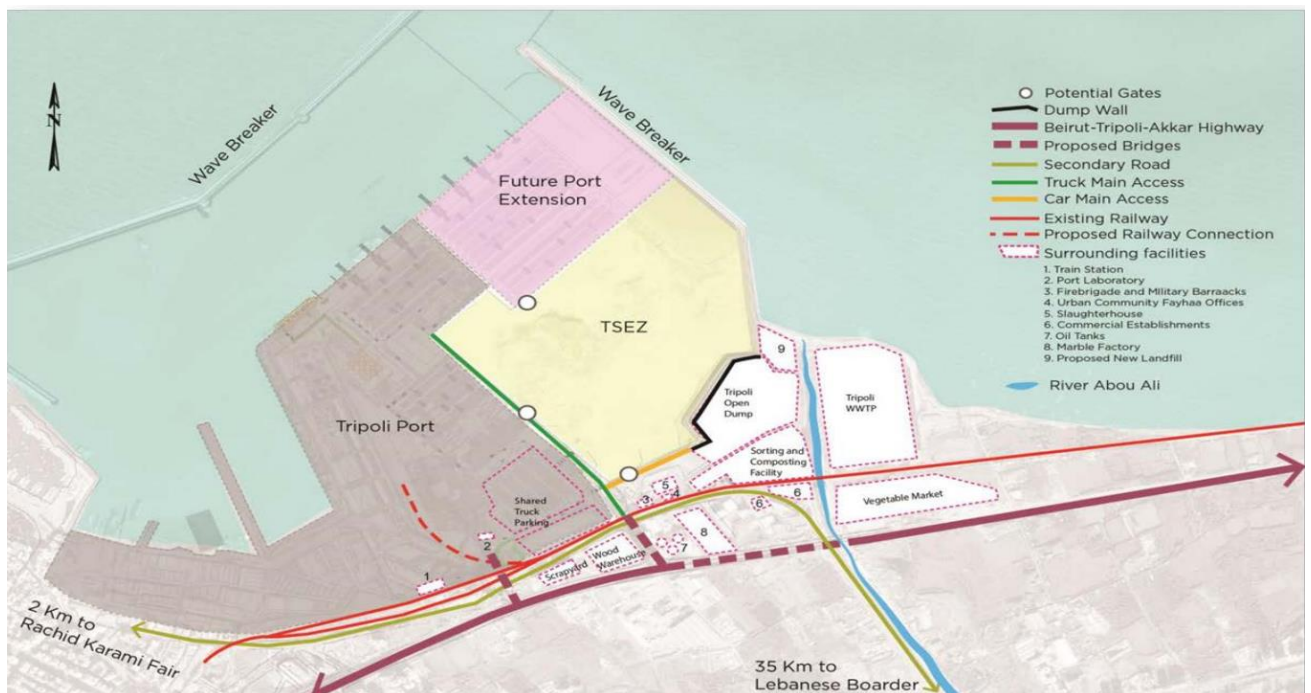 N
Wave Breaker
Wave Breaker
Future Port
Extension
TSEZ
Tripoli Port
Shared
Truck
Parking
Tripoli
Open
Dump
Tripoli
WWTP
Sorting and
Composting
Facility
Vegetable Market
Scrapyard
Wood
Warehouse
1
2
3
4
5
6
6
7
8
9
2 Km to
Rachid Karami Fair
35 Km to
Lebanese Boarder
Potential Gates
Dump Wall
Beirut-Tripoli-Akkar Highway
Proposed Bridges
Secondary Road
Truck Main Access
Car Main Access
Existing Railway
Proposed Railway Connection
Surrounding facilities
1. Train Station
2. Port Laboratory
3. Firebrigade and Military Barraacks
4. Urban Community Fayhaa Offices
5. Slaughterhouse
6. Commercial Establishments
7. Oil Tanks
8. Marble Factory
9. Proposed New Landfill
River Abou Ali